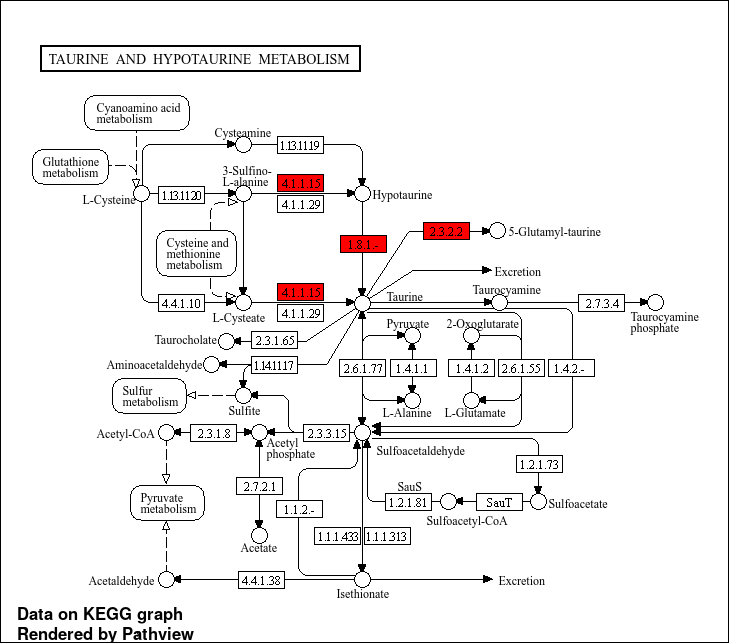 TAURINE AND HYPOTAURINE METABOLISM
Cyanoamino acid
metabolism
Glutathione
metabolism
Cysteamine
1.13.11.19
3-Sulfino-
L-alanine
4.1.1.15
4.1.1.29
L-Cysteine
1.13.11.20
Hypotaurine
Cysteine and
methionine
metabolism
1.8.1.-
2.3.2.2
5-Glutamyl-taurine
Excretion
4.4.1.10
L-Cysteate
4.1.1.15
4.1.1.29
Taurine
Taurocyamine
2.7.3.4
Taurocyamine
phosphate
Taurocholate
2.3.1.65
Aminoacetaldehyde
1.14.11.17
Pyruvate
2-Oxoglutarate
2.6.1.77
1.4.1.1
1.4.1.2
2.6.1.55
1.4.2.-
L-Alanine
L-Glutamate
Sulfur
metabolism
Sulfite
Acetyl-CoA
2.3.1.8
Acetyl
phosphate
2.3.3.15
Sulfoacetaldehyde
1.2.1.73
Pyruvate
metabolism
2.7.2.1
1.1.2.-
SauS
1.2.1.81
SauT
Sulfoacetate
Sulfoacetyl-CoA
Acetate
1.1.1.433
1.1.1.313
Acetaldehyde
4.4.1.38
Isethionate
Excretion
Data on KEGG graph
Rendered by Pathview